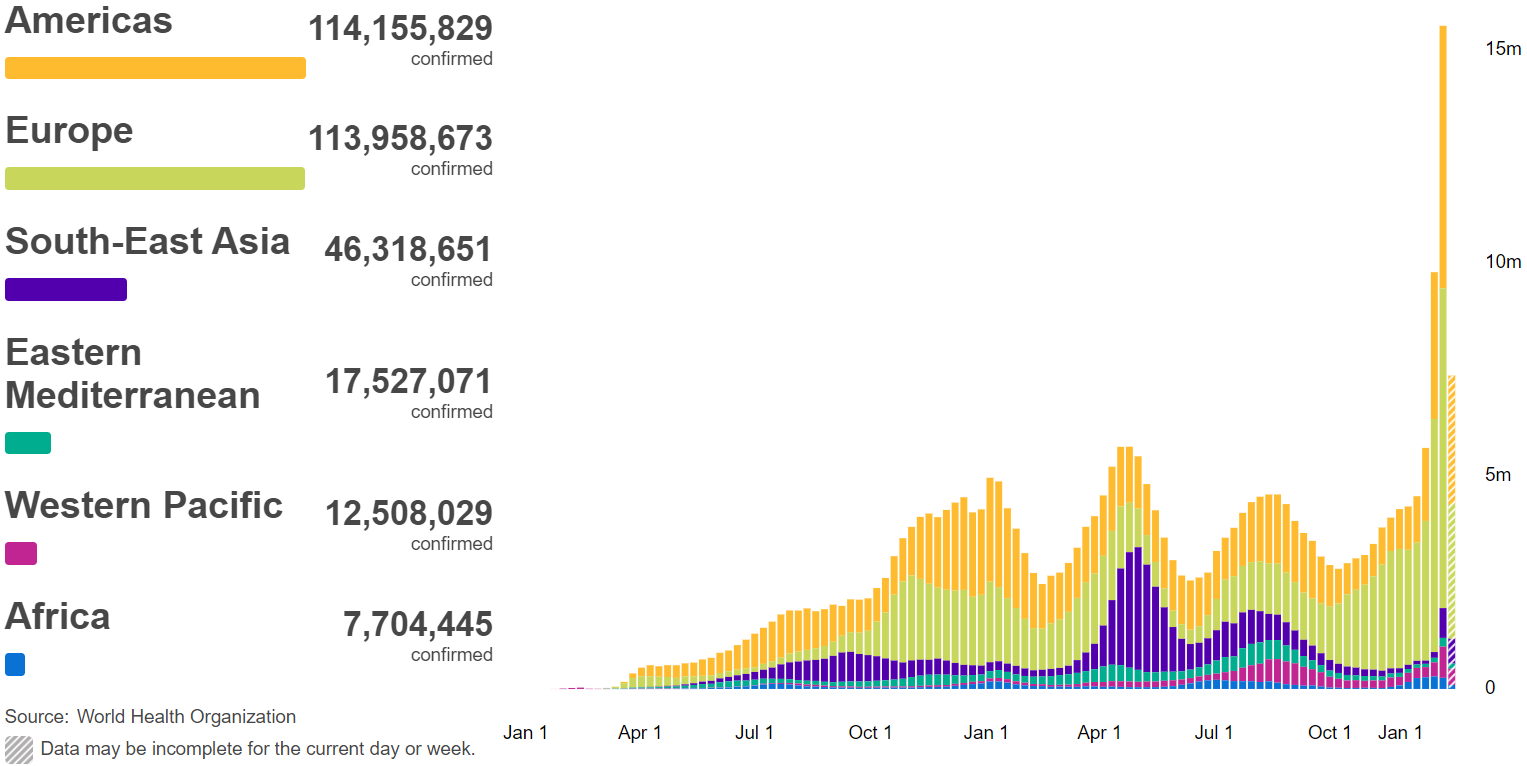 Americas
114,155,829
confirmed
Europe
113,958,673
confirmed
South-East Asia
46,318,651
confirmed
Eastern
Mediterranean
17,527,071
confirmed
Western Pacific
12,508,029
confirmed
Africa
7,704,445
confirmed
Source: World Health Organization
Data may be incomplete for the current day or week.
15m
10m
5m
0
Jan 1 Apr 1 Jul 1 Oct 1 Jan 1 Apr 1 Jul 1 Oct 1 Jan 1